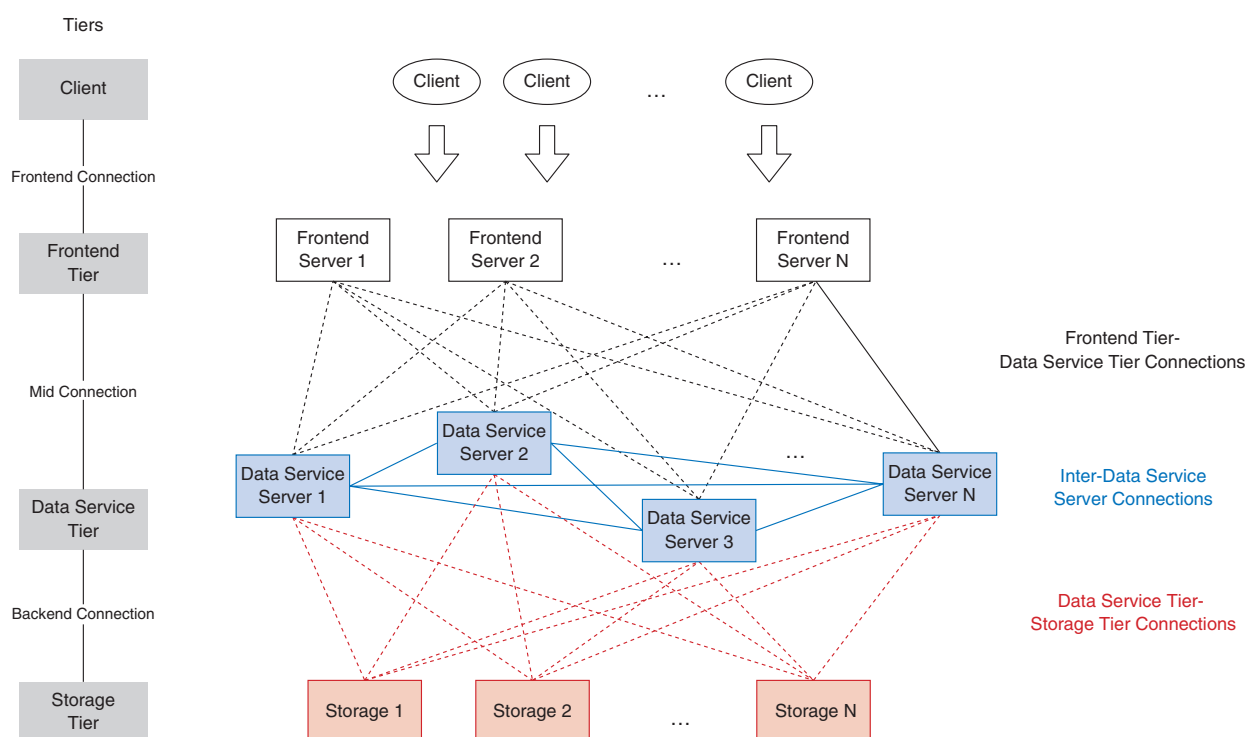 Tiers
Client
Client
Client
...
Client
Frontend Connection
Frontend
Tier
Frontend
Server 1
Frontend
Server 2
...
Frontend
Server N
Frontend Tier-
Data Service Tier Connections
Mid Connection
Data Service
Server 1
Data Service
Server 2
Data Service
Server 3
...
Data Service
Server N
Inter-Data Service
Server Connections
Data Service
Tier
Data Service Tier-
Storage Tier Connections
Backend Connection
Storage
Tier
Storage 1
Storage 2
...
Storage N